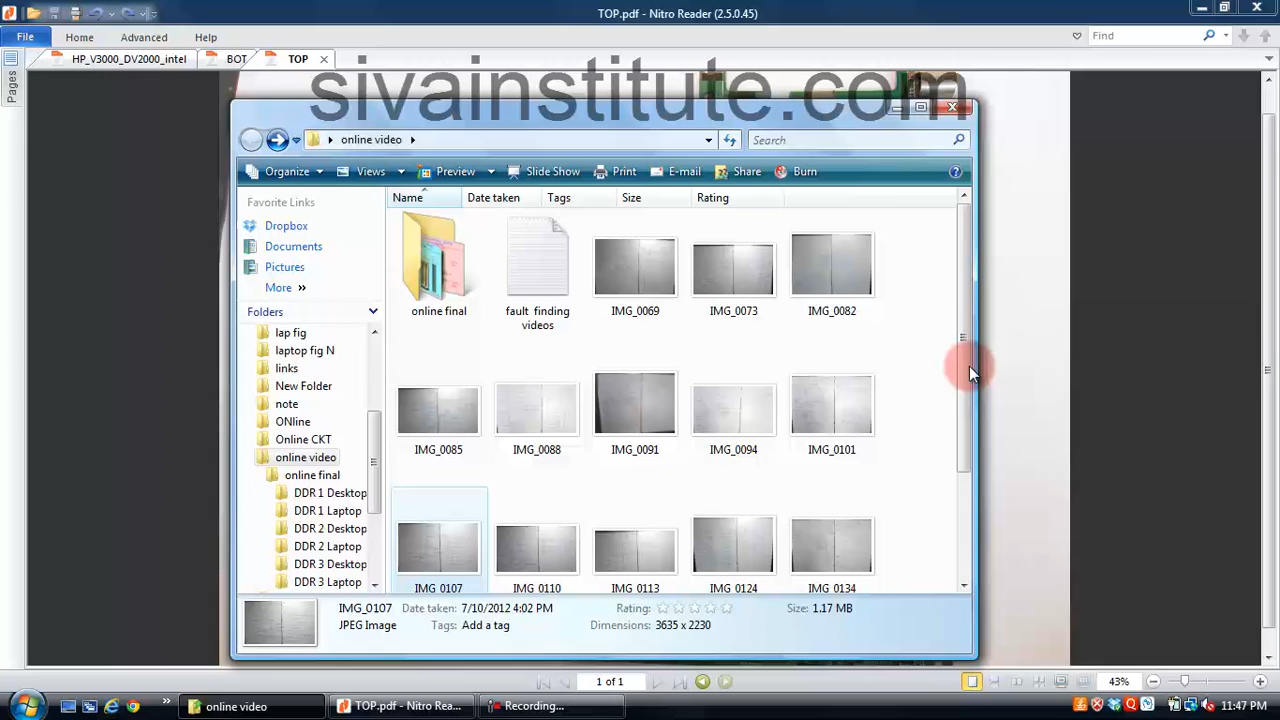 TOP.pdf - Nitro Reader (2.5.0.45)
File Home Advanced Help Find
HP_V3000_DV2000_intel BOT TOP
Pages
sivainstitute.com
online video Search
Organize Views Preview Slide Show Print E-mail Share Burn
Favorite Links
Dropbox
Documents
Pictures
More »
Folders
lap fig
laptop fig N
links
New Folder
note
ONline
Online CKT
online video
online final
DDR 1 Desktop
DDR 1 Laptop
DDR 2 Desktop
DDR 2 Laptop
DDR 3 Desktop
DDR 3 Laptop
Name Date taken Tags Size Rating
online final
fault finding
videos
IMG_0069 IMG_0073 IMG_0082
IMG_0085 IMG_0088 IMG_0091 IMG_0094 IMG_0101
IMG_0107 IMG_0110 IMG_0113 IMG_0124 IMG_0134
IMG_0107 Date taken: 7/10/2012 4:02 PM Rating: Size: 1.17 MB
JPEG Image Tags: Add a tag Dimensions: 3635 x 2230
1 of 1 43%
online video TOP.pdf - Nitro Rea... Recording... 11:47 PM